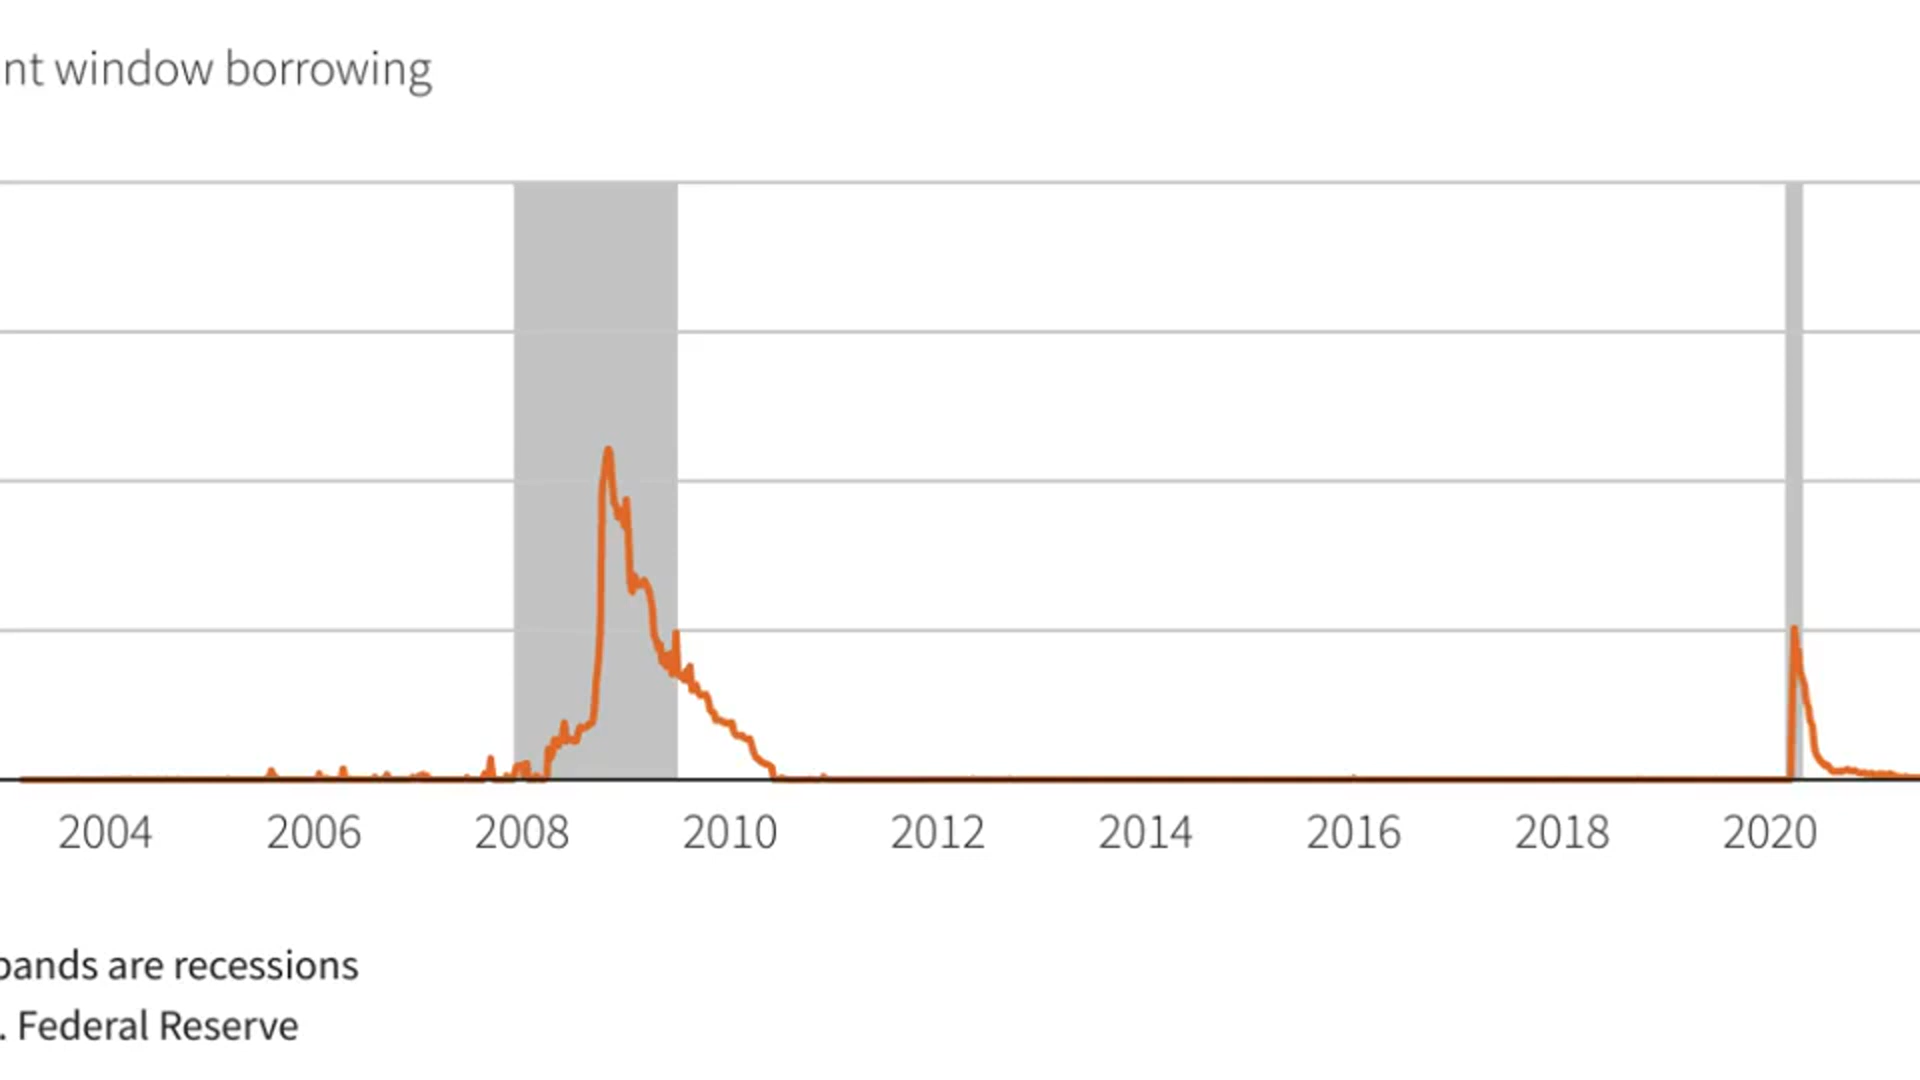 nt window borrowing
2004 2006 2008 2010 2012 2014 2016 2018 2020
bands are recessions
. Federal Reserve